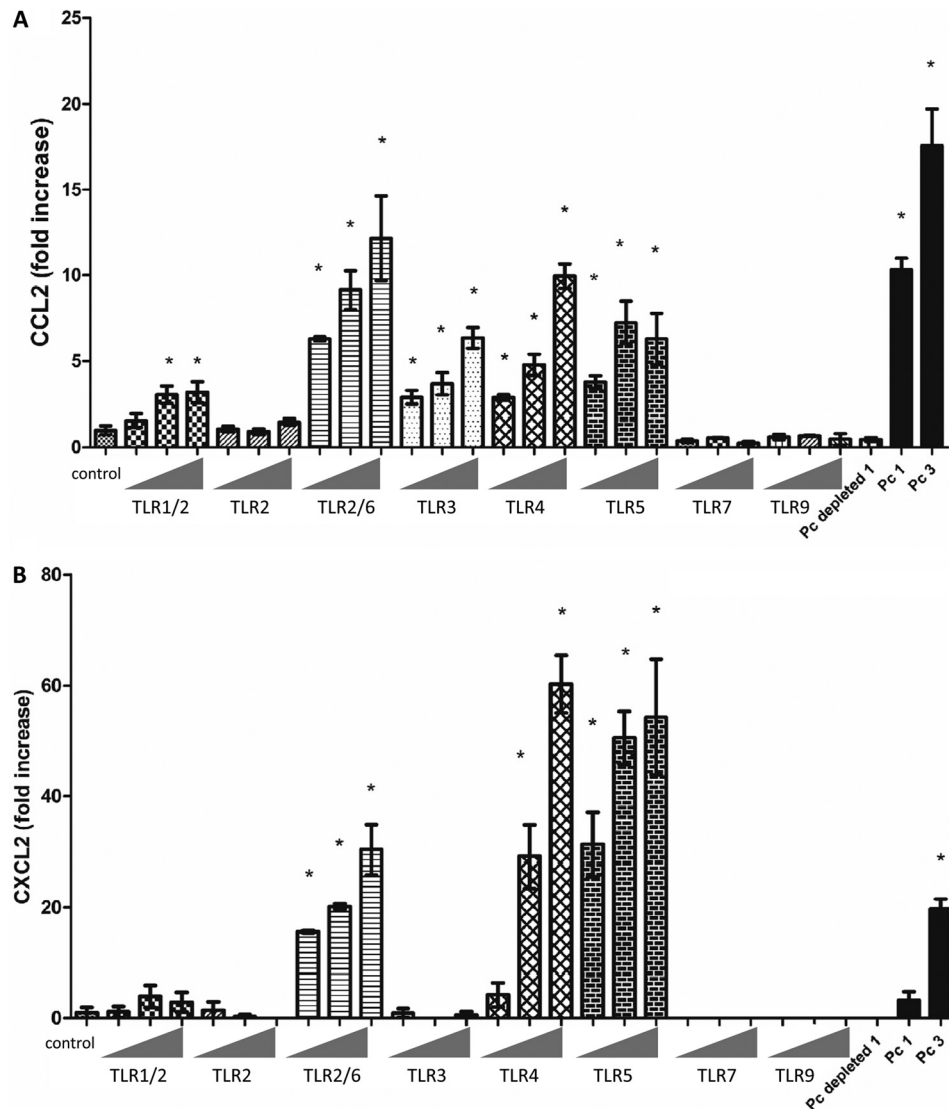 A
25
20
15
10
5
0
CCL2 (fold increase)
* * * * * * * * * * * * * * * *
control
TLR1/2 TLR2 TLR2/6 TLR3 TLR4 TLR5 TLR7 TLR9
Pc depleted 1
Pc 1
Pc 3
B
80
60
40
20
0
CXCL2 (fold increase)
* * * * * * * * *
control
TLR1/2 TLR2 TLR2/6 TLR3 TLR4 TLR5 TLR7 TLR9
Pc depleted 1
Pc 1
Pc 3